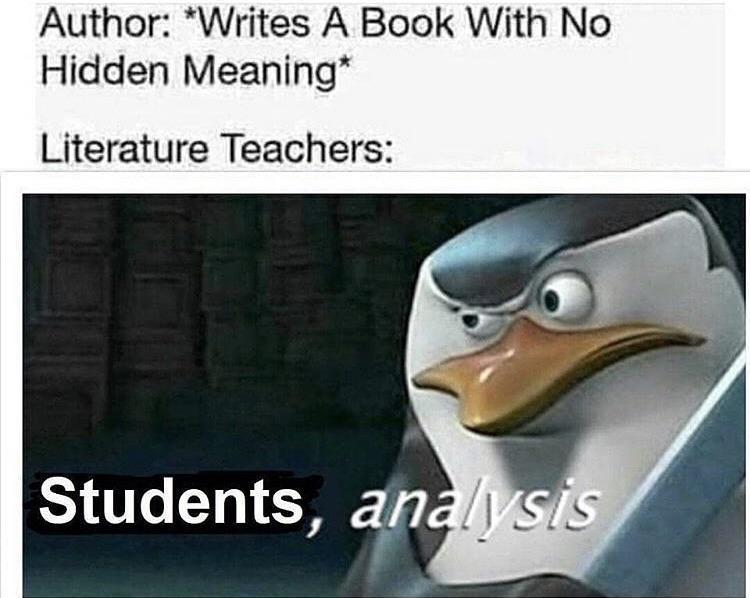 Author: *Writes A Book With No
Hidden Meaning*
Literature Teachers:
Students, analysis